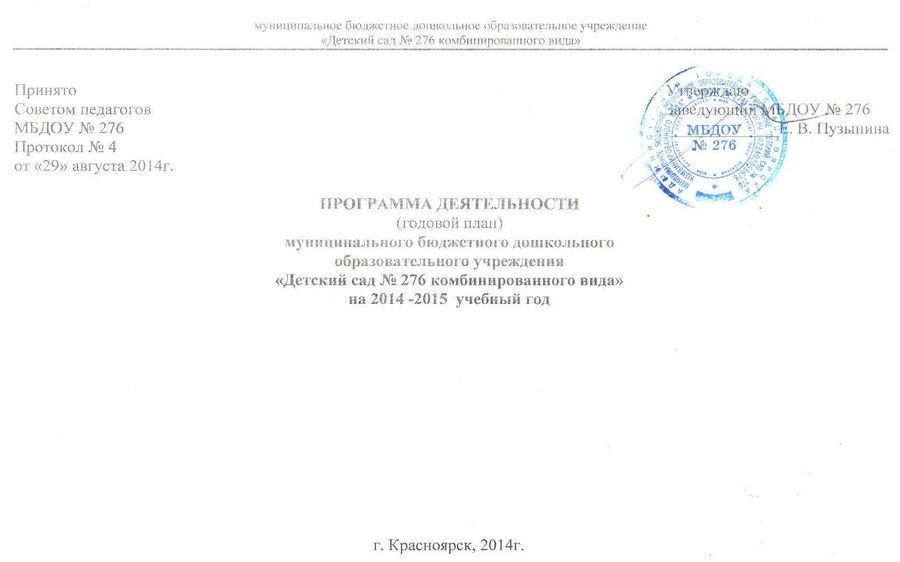 муниципальное бюджетное дошкольное образовательное учреждение
«Детский сад № 276 комбинированного вида»
Принято
Советом педагогов
МБДОУ № 276
Протокол № 4
от «29» августа 2014г.
Утверждаю
заведующий МБДОУ № 276
Е. В. Пузынина
МБДОУ
№ 276
ПРОГРАММА ДЕЯТЕЛЬНОСТИ
(годовой план)
муниципального бюджетного дошкольного
образовательного учреждения
«Детский сад № 276 комбинированного вида»
на 2014 -2015 учебный год
г. Красноярск, 2014г.